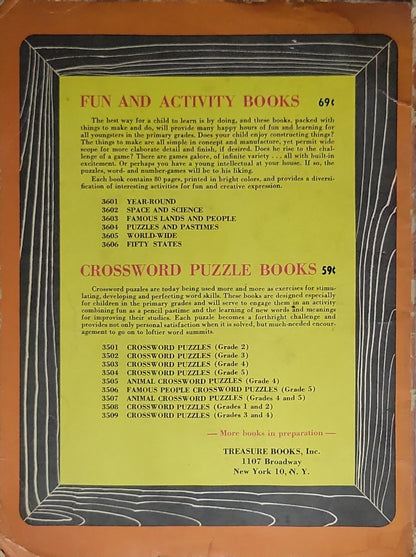 FUN AND ACTIVITY BOOKS 69¢
The best way for a child to learn is by doing, and these books, packed with
things to make and do, will provide many happy hours of fun and learning for
all youngsters in the primary grades. Does your child enjoy constructing things?
The things to make are all simple in concept and manufacture, yet permit wide
scope for more elaborate detail and finish, if desired. Does he rise to the chal-
lenge of a game? There are games galore, of infinite variety . . . all with built-in
excitement. Or perhaps you have a young intellectual at your house. If so, the
puzzles, word- and number-games will be to his liking.
Each book contains 80 pages, printed in bright colors, and provides a diversi-
fication of interesting activities for fun and creative expression.
3601 YEAR-ROUND
3602 SPACE AND SCIENCE
3603 FAMOUS LANDS AND PEOPLE
3604 PUZZLES AND PASTIMES
3605 WORLD-WIDE
3606 FIFTY STATES
CROSSWORD PUZZLE BOOKS 59¢
Crossword puzzles are today being used more and more as exercises for stimu-
lating, developing and perfecting word skills. These books are designed especially
for children in the primary grades and will serve to engage them in an activity
combining fun as a pencil pastime and the learning of new words and meanings
for improving their studies. Each puzzle becomes a forthright challenge and
provides not only personal satisfaction when it is solved, but much-needed encour-
agement to go on to loftier word summits.
3501 CROSSWORD PUZZLES (Grade 2)
3502 CROSSWORD PUZZLES (Grade 3)
3503 CROSSWORD PUZZLES (Grade 4)
3504 CROSSWORD PUZZLES (Grade 5)
3505 ANIMAL CROSSWORD PUZZLES (Grade 4)
3506 FAMOUS PEOPLE CROSSWORD PUZZLES (Grade 5)
3507 ANIMAL CROSSWORD PUZZLES (Grades 4 and 5)
3508 CROSSWORD PUZZLES (Grades 1 and 2)
3509 CROSSWORD PUZZLES (Grades 3 and 4)
— More books in preparation —
TREASURE BOOKS, Inc.
1107 Broadway
New York 10, N. Y.